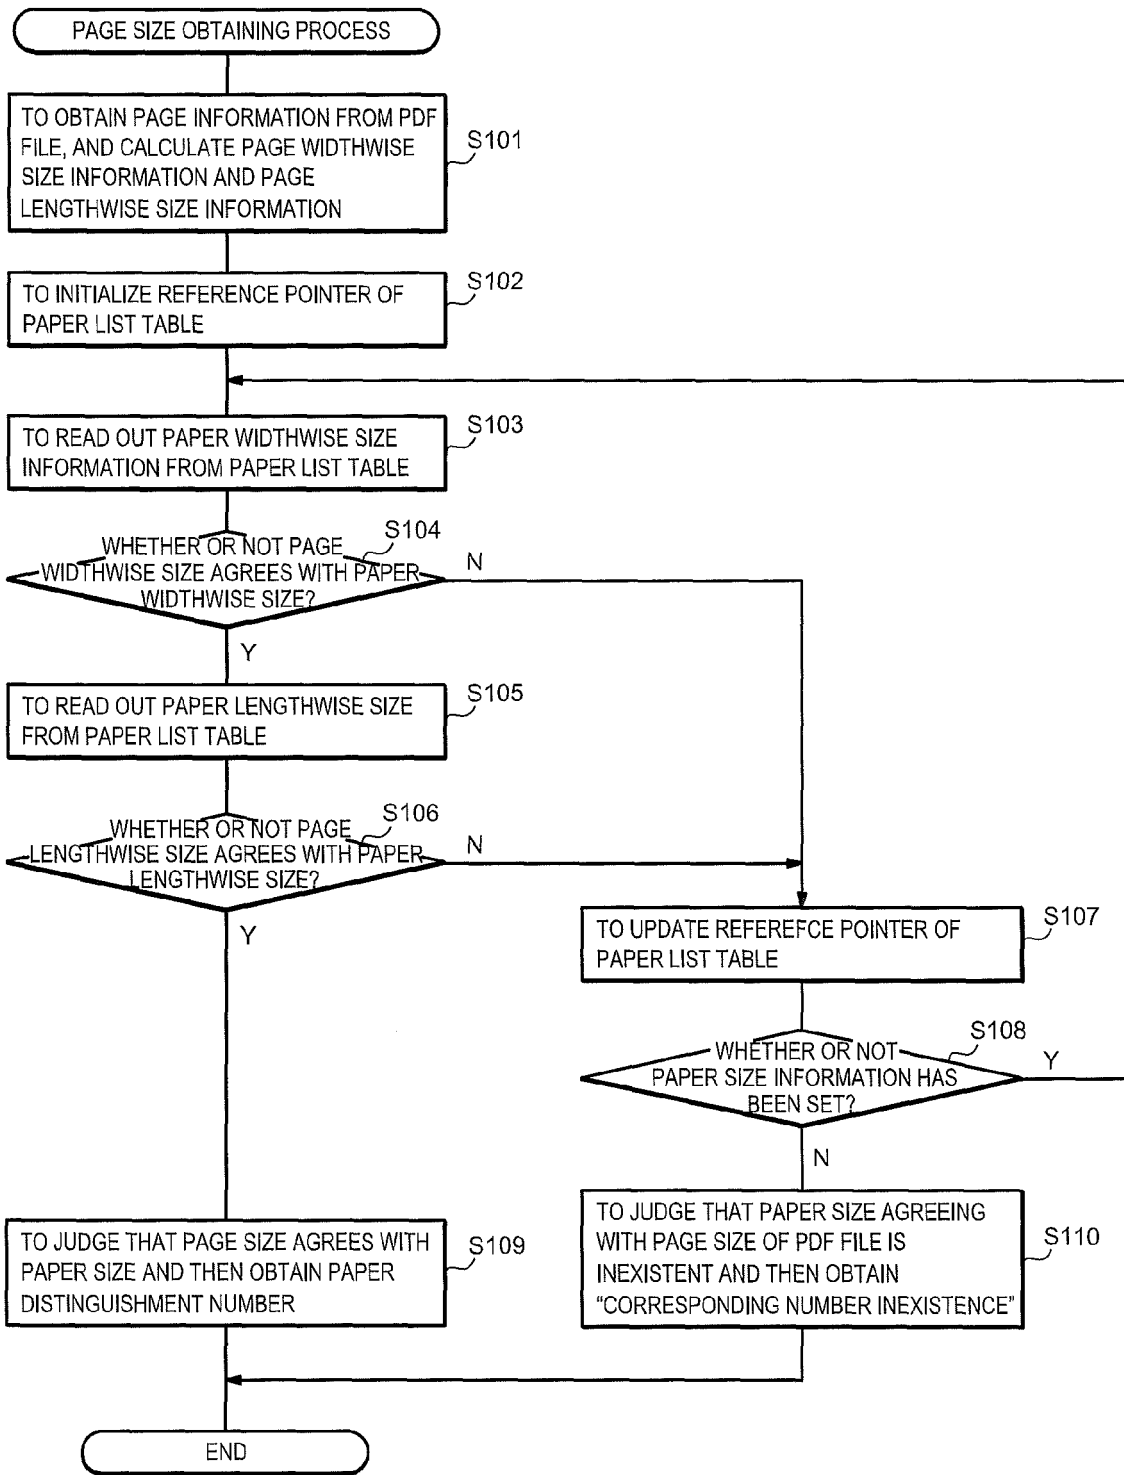 PAGE SIZE OBTAINING PROCESS
TO OBTAIN PAGE INFORMATION FROM PDF
FILE, AND CALCULATE PAGE WIDTHWISE
SIZE INFORMATION AND PAGE
LENGTHWISE SIZE INFORMATION
S101
TO INITIALIZE REFERENCE POINTER OF
PAPER LIST TABLE
S102
TO READ OUT PAPER WIDTHWISE SIZE
INFORMATION FROM PAPER LIST TABLE
S103
WHETHER OR NOT PAGE
WIDTHWISE SIZE AGREES WITH PAPER
WIDTHWISE SIZE?
S104
N
Y
TO READ OUT PAPER LENGTHWISE SIZE
FROM PAPER LIST TABLE
S105
WHETHER OR NOT PAGE
LENGTHWISE SIZE AGREES WITH PAPER
LENGTHWISE SIZE?
S106
N
Y
TO UPDATE REFEREFCE POINTER OF
PAPER LIST TABLE
S107
WHETHER OR NOT
PAPER SIZE INFORMATION HAS
BEEN SET?
S108
Y
N
TO JUDGE THAT PAGE SIZE AGREES WITH
PAPER SIZE AND THEN OBTAIN PAPER
DISTINGUISHMENT NUMBER
S109
TO JUDGE THAT PAPER SIZE AGREEING
WITH PAGE SIZE OF PDF FILE IS
INEXISTENT AND THEN OBTAIN
“CORRESPONDING NUMBER INEXISTENCE”
S110
END